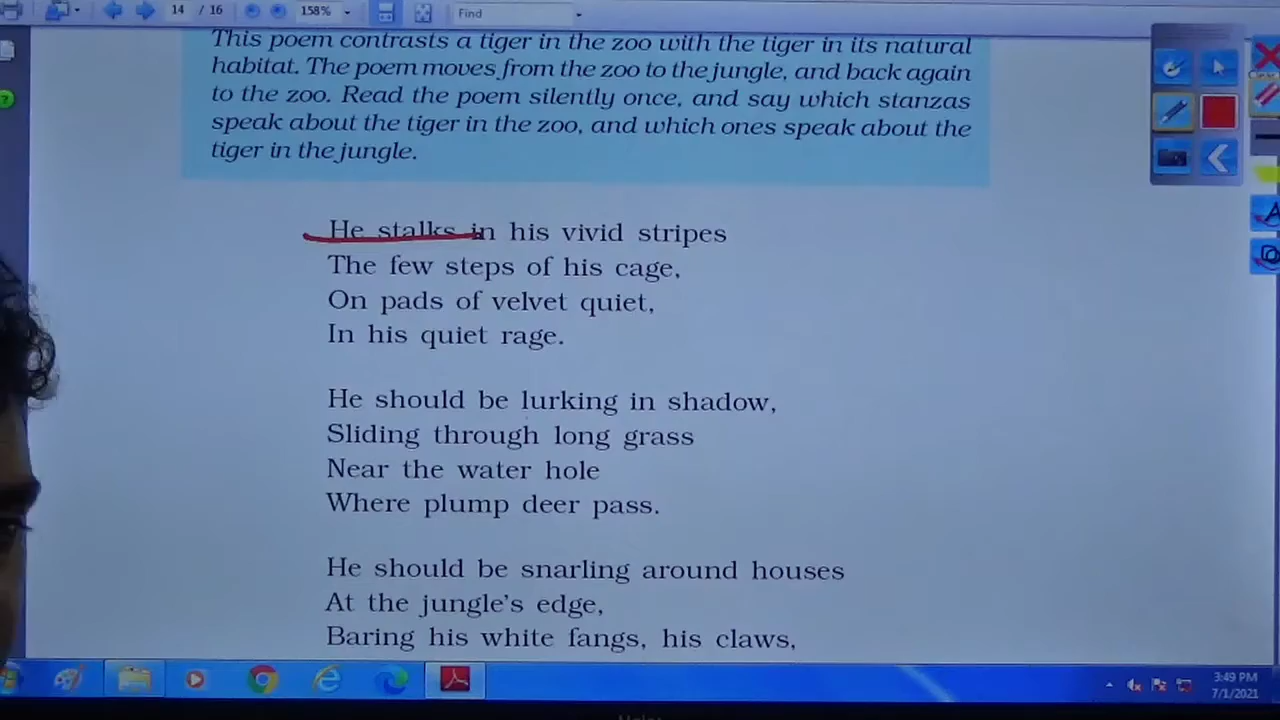 14 / 16
158%
Find
This poem contrasts a tiger in the zoo with the tiger in its natural
habitat. The poem moves from the zoo to the jungle, and back again
to the zoo. Read the poem silently once, and say which stanzas
speak about the tiger in the zoo, and which ones speak about the
tiger in the jungle.
He stalks in his vivid stripes
The few steps of his cage,
On pads of velvet quiet,
In his quiet rage.
He should be lurking in shadow,
Sliding through long grass
Near the water hole
Where plump deer pass.
He should be snarling around houses
At the jungle's edge,
Baring his white fangs, his claws,
3:49 PM
7/1/2021